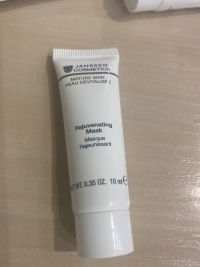 JANSSEN
COSMETICS
MATURE SKIN
PEAU DÉVITALISÉE
Rejuvenating
Mask
Masque
Rajeunissant
NET WT. 0.35 OZ. 10 ml ℮